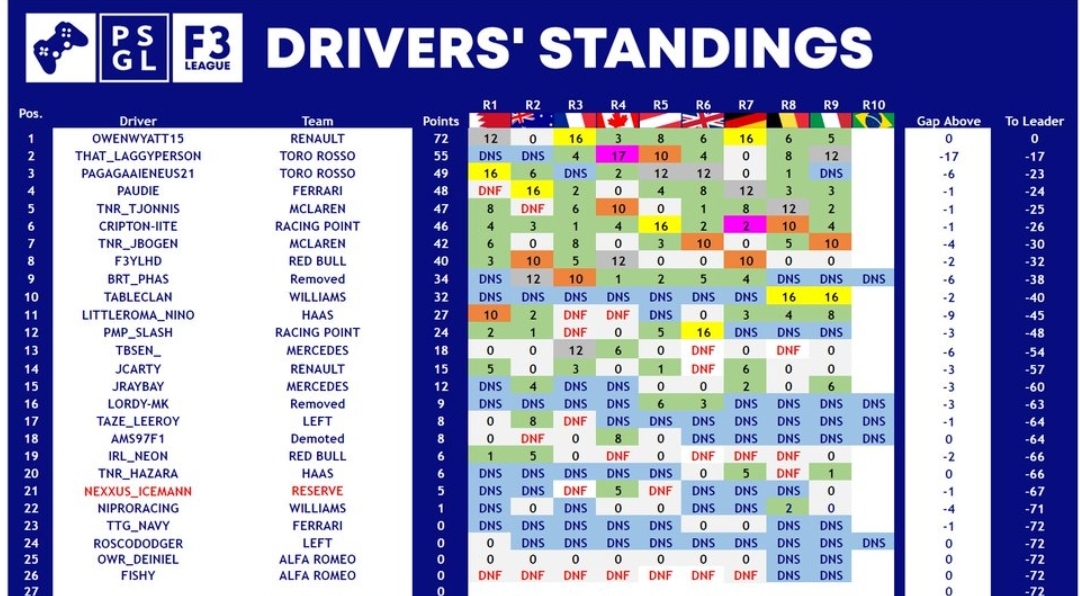 PS GL F3 LEAGUE DRIVERS' STANDINGS
Pos. Driver Team Points R1 R2 R3 R4 R5 R6 R7 R8 R9 R10 Gap Above To Leader
1 OWENWYATT15 RENAULT 72 12 0 16 3 8 6 16 6 5 0 0
2 THAT_LAGGYPERSON TORO ROSSO 55 DNS DNS 4 17 10 4 0 8 12 -17 -17
3 PAGAGAAIENEUS21 TORO ROSSO 49 16 6 DNS 2 12 12 0 1 DNS -6 -23
4 PAUDIE FERRARI 48 DNF 16 2 0 4 8 12 3 3 -1 -24
5 TNR_TJONNIS MCLAREN 47 8 DNF 6 10 0 1 8 12 2 -1 -25
6 CRIPTON-IITE RACING POINT 46 4 3 1 4 16 2 2 10 4 -1 -26
7 TNR_JBOGEN MCLAREN 42 6 0 8 0 3 10 0 5 10 -4 -30
8 F3YLHD RED BULL 40 3 10 5 12 0 0 10 0 0 -2 -32
9 BRT_PHAS Removed 34 DNS 12 10 1 2 5 4 DNS DNS DNS -6 -38
10 TABLECLAN WILLIAMS 32 DNS DNS DNS DNS DNS DNS DNS 16 16 -2 -40
11 LITTLEROMA_NINO HAAS 27 10 2 DNF DNF DNS 0 3 4 8 -9 -45
12 PMP_SLASH RACING POINT 24 2 1 DNF 0 5 16 DNS DNS DNS -3 -48
13 TBSEN_ MERCEDES 18 0 0 12 6 0 DNF 0 DNF 0 -6 -54
14 JCARTY RENAULT 15 5 0 3 0 1 DNF 6 0 0 -3 -57
15 JRAYBAY MERCEDES 12 DNS 4 DNS DNS 0 0 2 0 6 -3 -60
16 LORDY-MK Removed 9 DNS DNS DNS DNS 6 3 DNS DNS DNS DNS -3 -63
17 TAZE_LEEROY LEFT 8 0 8 DNF DNS DNS DNS DNS DNS DNS DNS -1 -64
18 AMS97F1 Demoted 8 0 DNF 0 8 0 DNS DNS DNS DNS DNS 0 -64
19 IRL_NEON RED BULL 6 1 5 0 DNF 0 DNF DNF 0 DNS -2 -66
20 TNR_HAZARA HAAS 6 DNS DNS DNS DNS DNS 0 5 DNF 1 0 -66
21 NEXXUS_ICEMANN RESERVE 5 DNS DNS DNF 5 DNF DNS DNS DNS 0 -1 -67
22 NIPRORACING WILLIAMS 1 DNS 0 DNS 0 0 DNS DNS 2 0 -4 -71
23 TTG_NAVY FERRARI 0 DNS DNS DNS DNS DNS 0 0 DNS DNS -1 -72
24 ROSCODODGER LEFT 0 0 DNS DNS DNS DNS DNS DNS DNS DNS DNS 0 -72
25 OWR_DEINIEL ALFA ROMEO 0 0 0 0 0 0 0 0 DNS DNS 0 -72
26 FISHY ALFA ROMEO 0 DNF DNF DNF DNF DNF DNF DNF DNS DNS 0 -72
27 0 0 -72